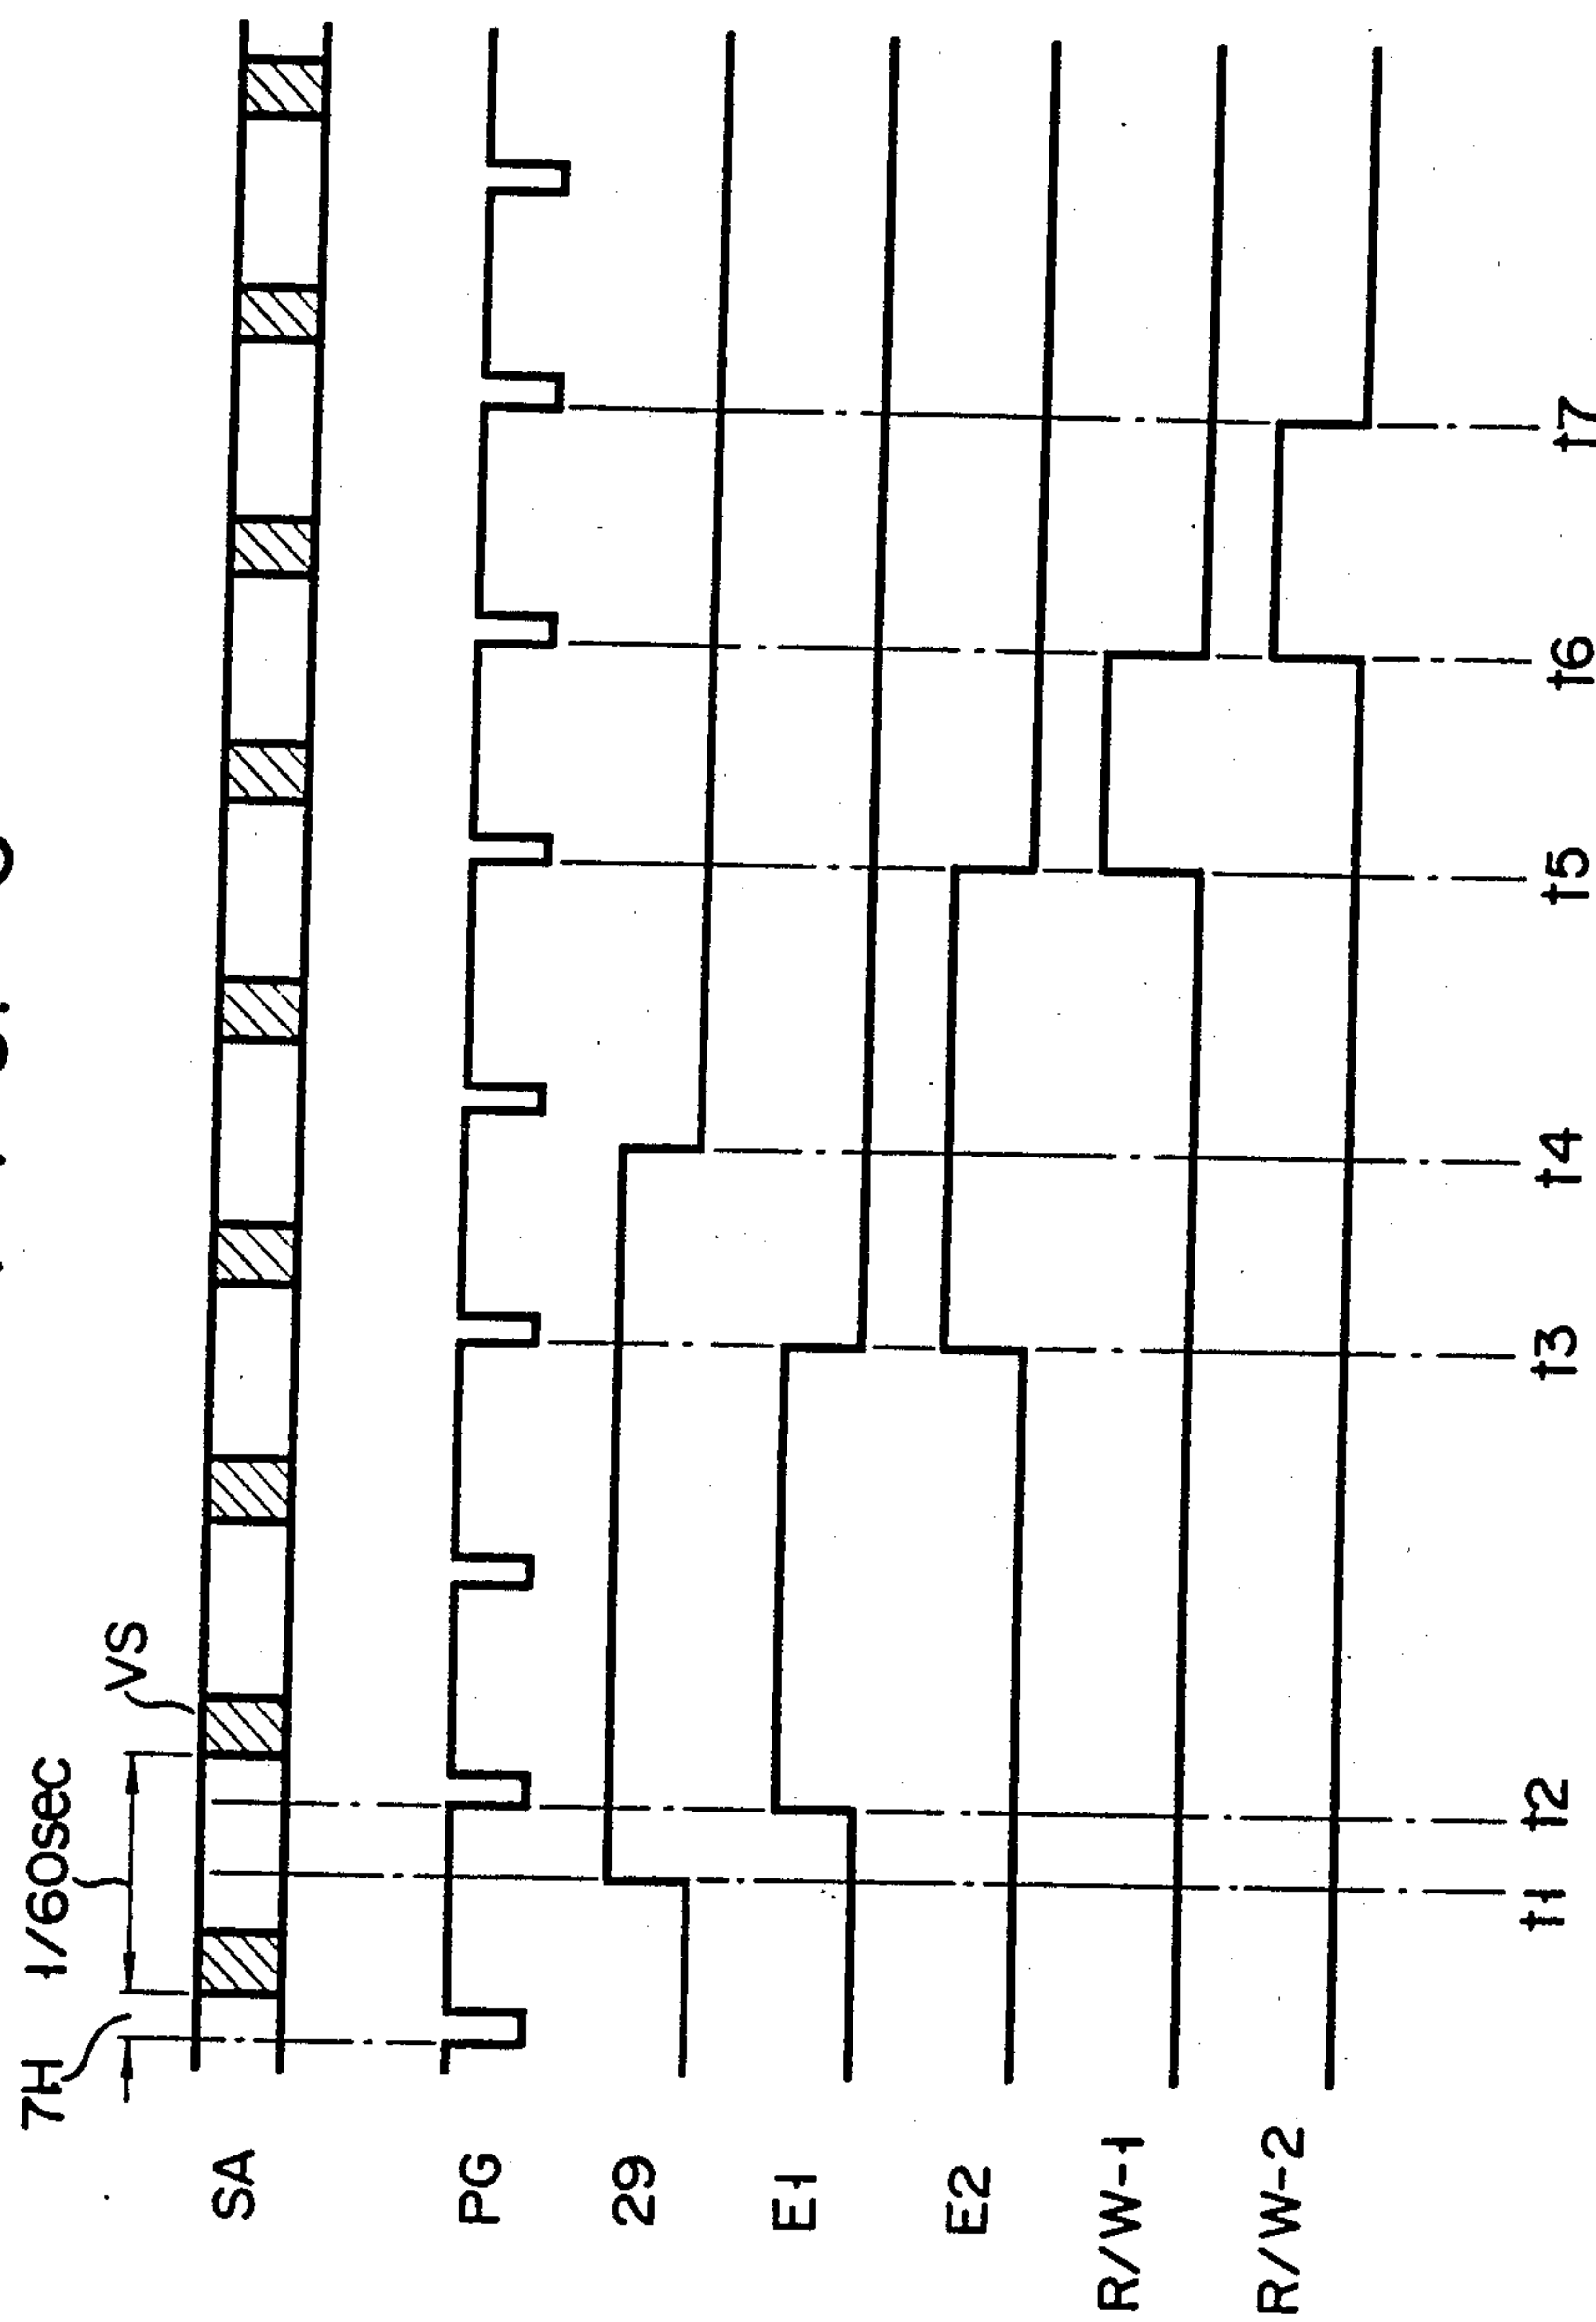 7H 1/60sec VS
SA
PG
29
E1
E2
R/W-1
R/W-2
t1 t2 t3 t4 t5 t6 t7